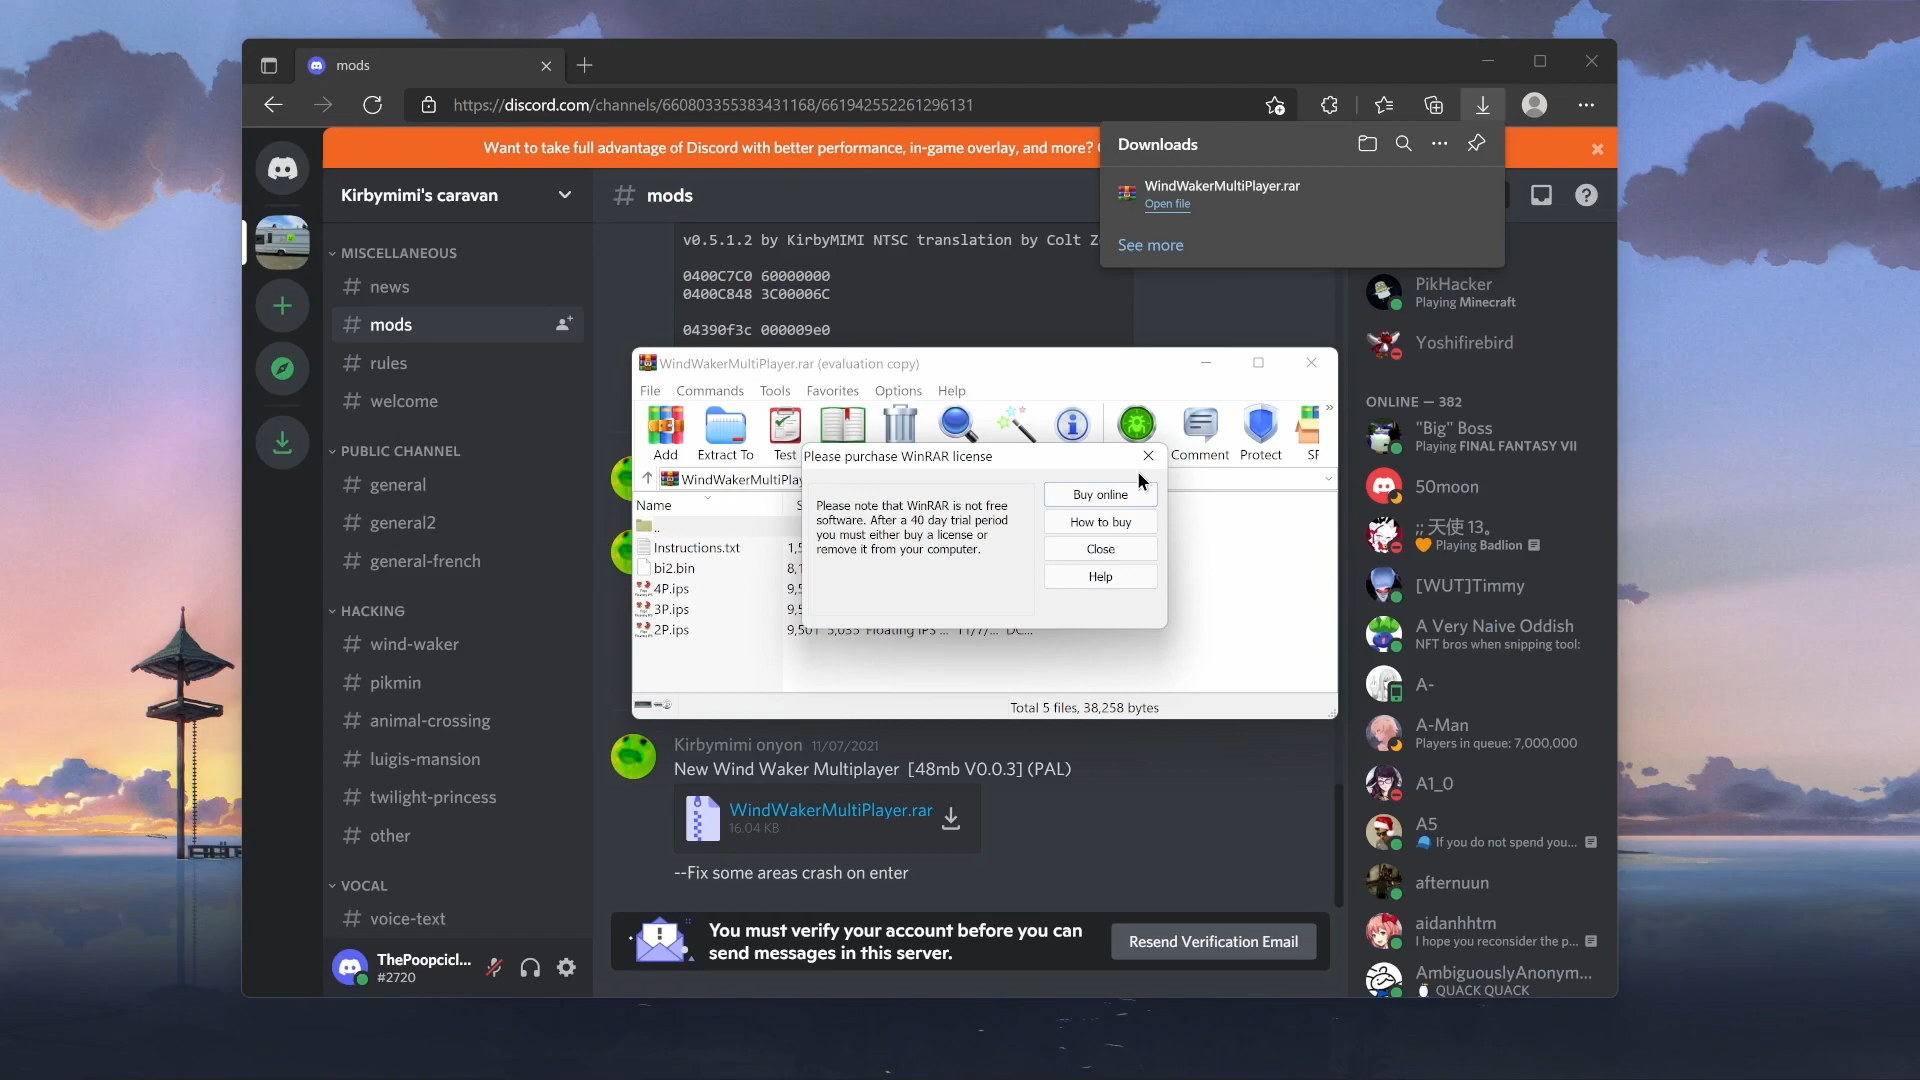 mods
https://discord.com/channels/660803355383431168/661942552261296131
Want to take full advantage of Discord with better performance, in-game overlay, and more?
Downloads
WindWakerMultiPlayer.rar
Open file
See more
Kirbymimi's caravan
MISCELLANEOUS
news
mods
rules
welcome
PUBLIC CHANNEL
general
general2
general-french
HACKING
wind-waker
pikmin
animal-crossing
luigis-mansion
twilight-princess
other
VOCAL
voice-text
ThePoopcicl...
#2720
# mods
v0.5.1.2 by KirbyMIMI NTSC translation by Colt
0400C7C0 60000000
0400C848 3C00006C
04390f3c 000009e0
WindWakerMultiPlayer.rar (evaluation copy)
File Commands Tools Favorites Options Help
Add Extract To Test Comment Protect
WindWakerMultiPlay
Name
..
Instructions.txt
bi2.bin
4P.ips
3P.ips
2P.ips
Total 5 files, 38,258 bytes
Please purchase WinRAR license
Please note that WinRAR is not free
software. After a 40 day trial period
you must either buy a license or
remove it from your computer.
Buy online
How to buy
Close
Help
Kirbymimi onyon 11/07/2021
New Wind Waker Multiplayer [48mb V0.0.3] (PAL)
WindWakerMultiPlayer.rar
16.04 KB
--Fix some areas crash on enter
You must verify your account before you can
send messages in this server.
Resend Verification Email
PikHacker
Playing Minecraft
Yoshifirebird
ONLINE — 382
"Big" Boss
Playing FINAL FANTASY VII
50moon
;; 天使 13。
Playing Badlion
[WUT]Timmy
A Very Naive Oddish
NFT bros when snipping tool:
A-
A-Man
Players in queue: 7,000,000
A1_0
A5
If you do not spend you...
afternuun
aidanhhtm
I hope you reconsider the p...
AmbiguouslyAnonym...
QUACK QUACK